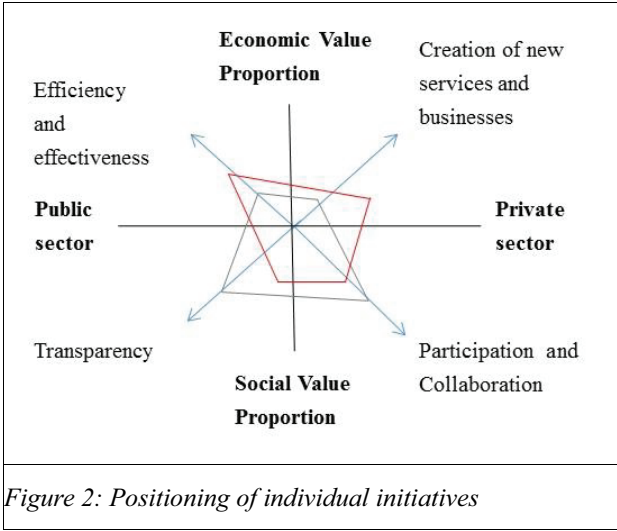 Economic Value
Proportion
Creation of new
services and
businesses
Efficiency
and
effectiveness
Public
sector
Private
sector
Transparency
Participation and
Collaboration
Social Value
Proportion
Figure 2: Positioning of individual initiatives